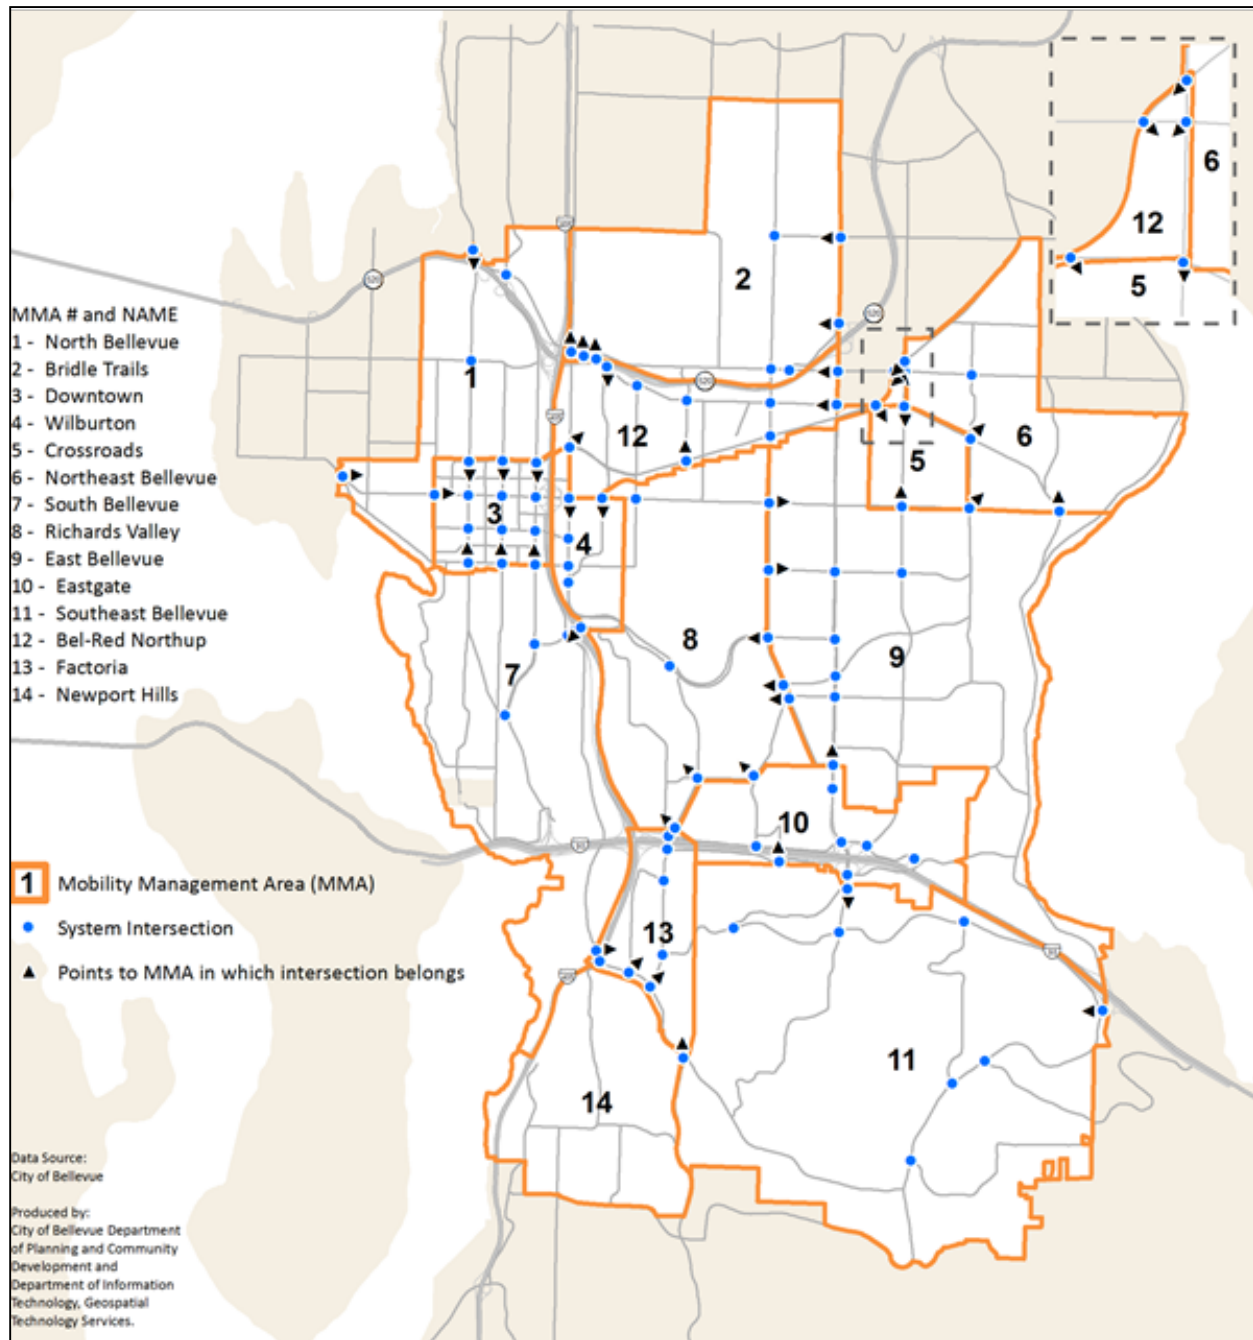 MMA # and NAME
1 - North Bellevue
2 - Bridle Trails
3 - Downtown
4 - Wilburton
5 - Crossroads
6 - Northeast Bellevue
7 - South Bellevue
8 - Richards Valley
9 - East Bellevue
10 - Eastgate
11 - Southeast Bellevue
12 - Bel-Red Northup
13 - Factoria
14 - Newport Hills
1 Mobility Management Area (MMA)
System Intersection
Points to MMA in which intersection belongs
Data Source:
City of Bellevue
Produced by:
City of Bellevue Department
of Planning and Community
Development and
Department of Information
Technology, Geospatial
Technology Services.
6
12
5
2
520
520
520
1
12
6
5
3
4
8
9
7
10
13
11
14